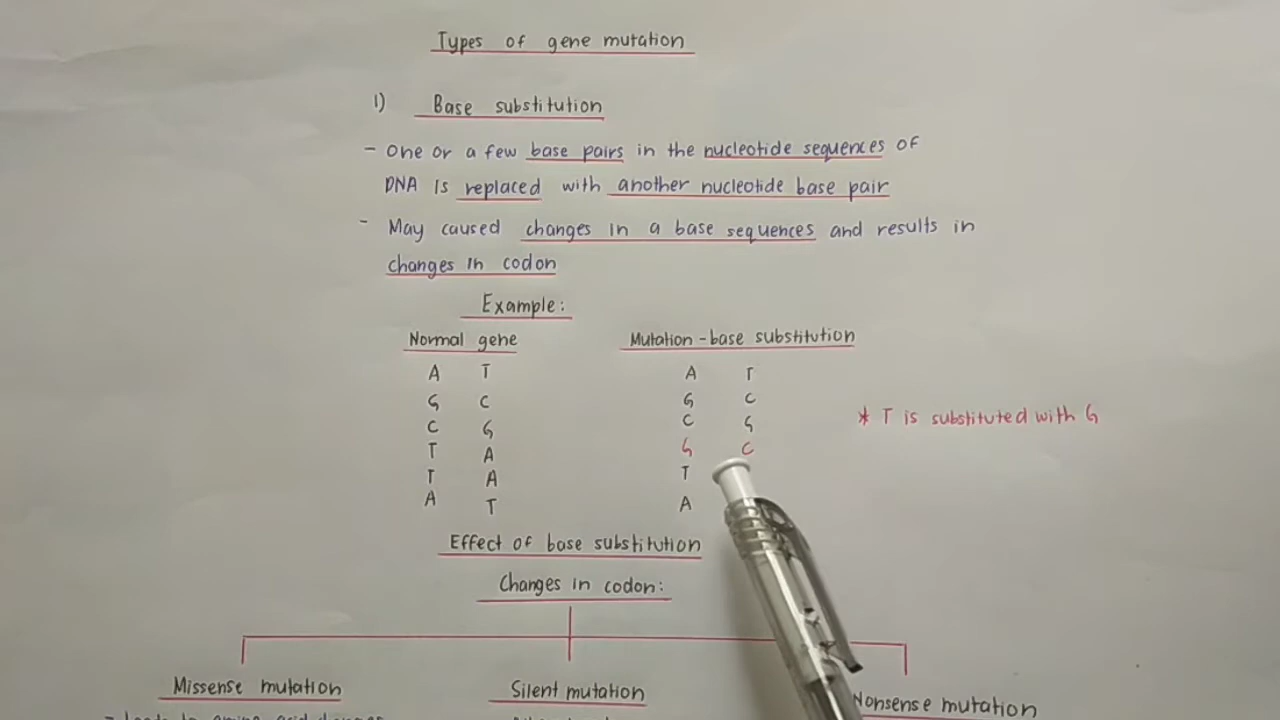 Types of gene mutation
1) Base substitution
- One or a few base pairs in the nucleotide sequences of
DNA is replaced with another nucleotide base pair
- May caused changes in a base sequences and results in
changes in codon
Example:
Normal gene Mutation - base substitution
A T A T
G C G C
C G C G * T is substituted with G
T A G C
T A T
A T A
Effect of base substitution
Changes in codon:
Missense mutation Silent mutation Nonsense mutation